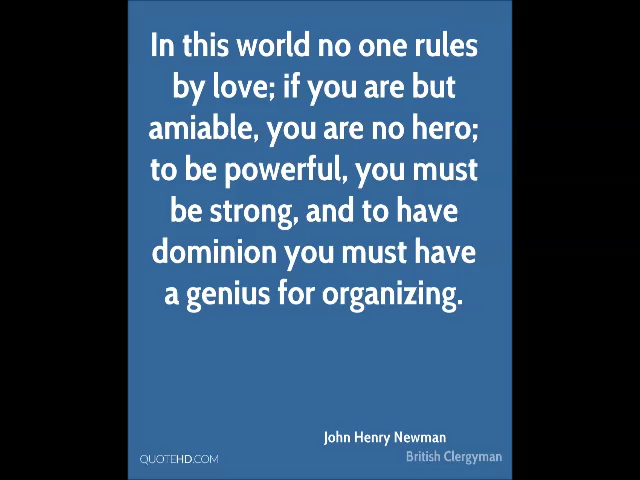 In this world no one rules
by love; if you are but
amiable, you are no hero;
to be powerful, you must
be strong, and to have
dominion you must have
a genius for organizing.
John Henry Newman
British Clergyman
QUOTEHD.COM